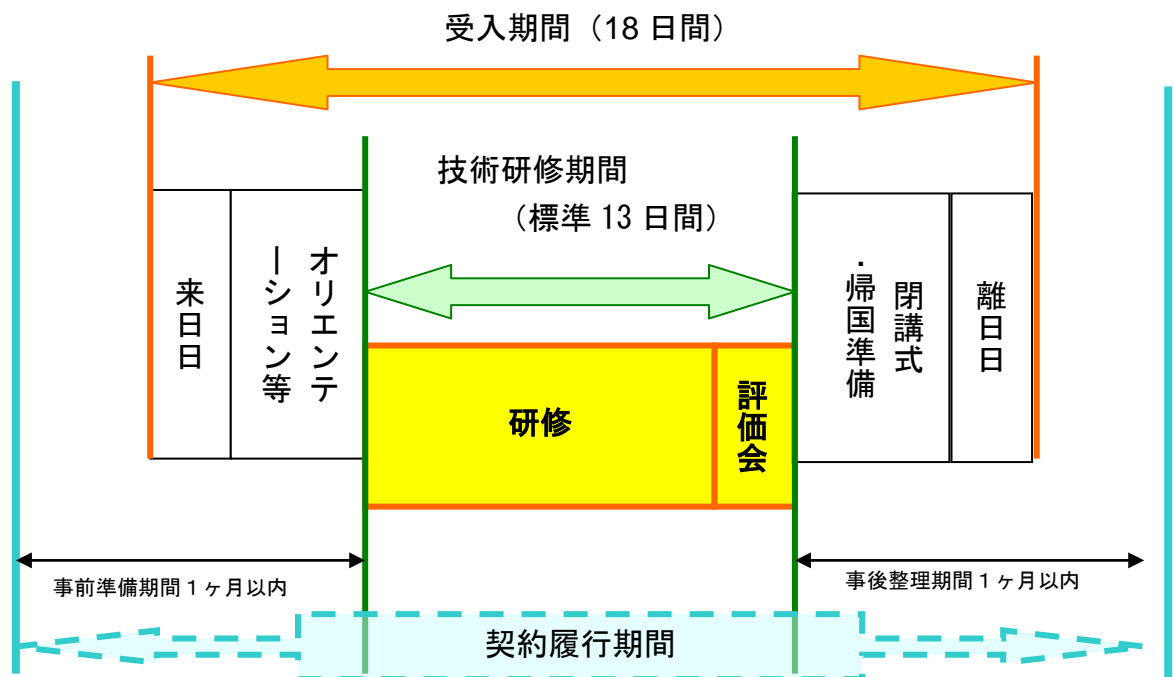 受入期間（18 日間）
技術研修期間
（標準 13 日間）
来日日
オリエンテ
ーション等
研修
評価会
閉講式
・帰国準備
離日日
事前準備期間１ヶ月以内
事後整理期間１ヶ月以内
契約履行期間